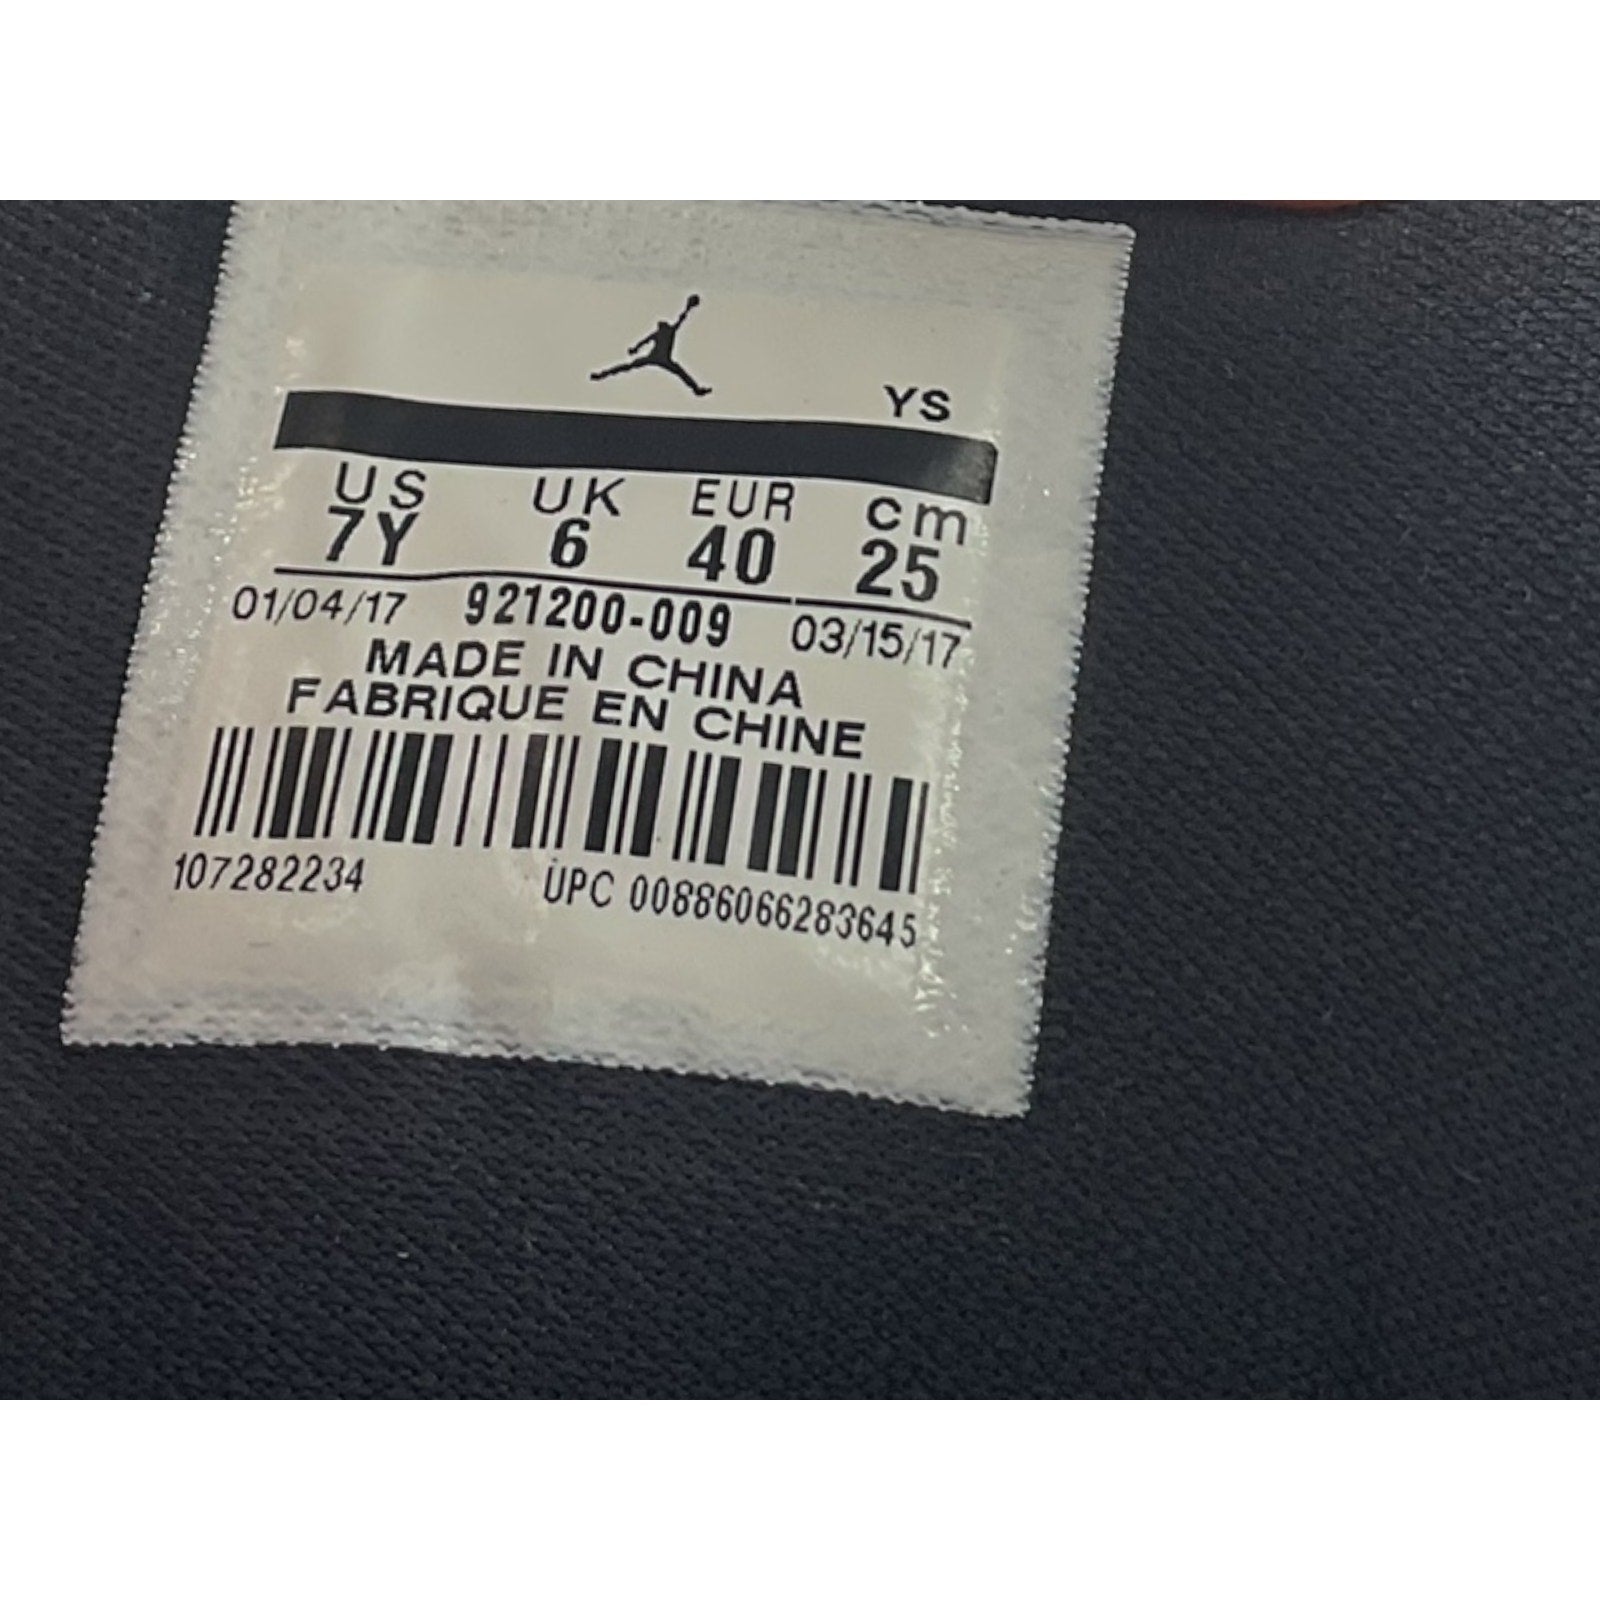 YS
US UK EUR cm
7Y 6 40 25
01/04/17 921200-009 03/15/17
MADE IN CHINA
FABRIQUE EN CHINE
107282234 UPC 00886066283645